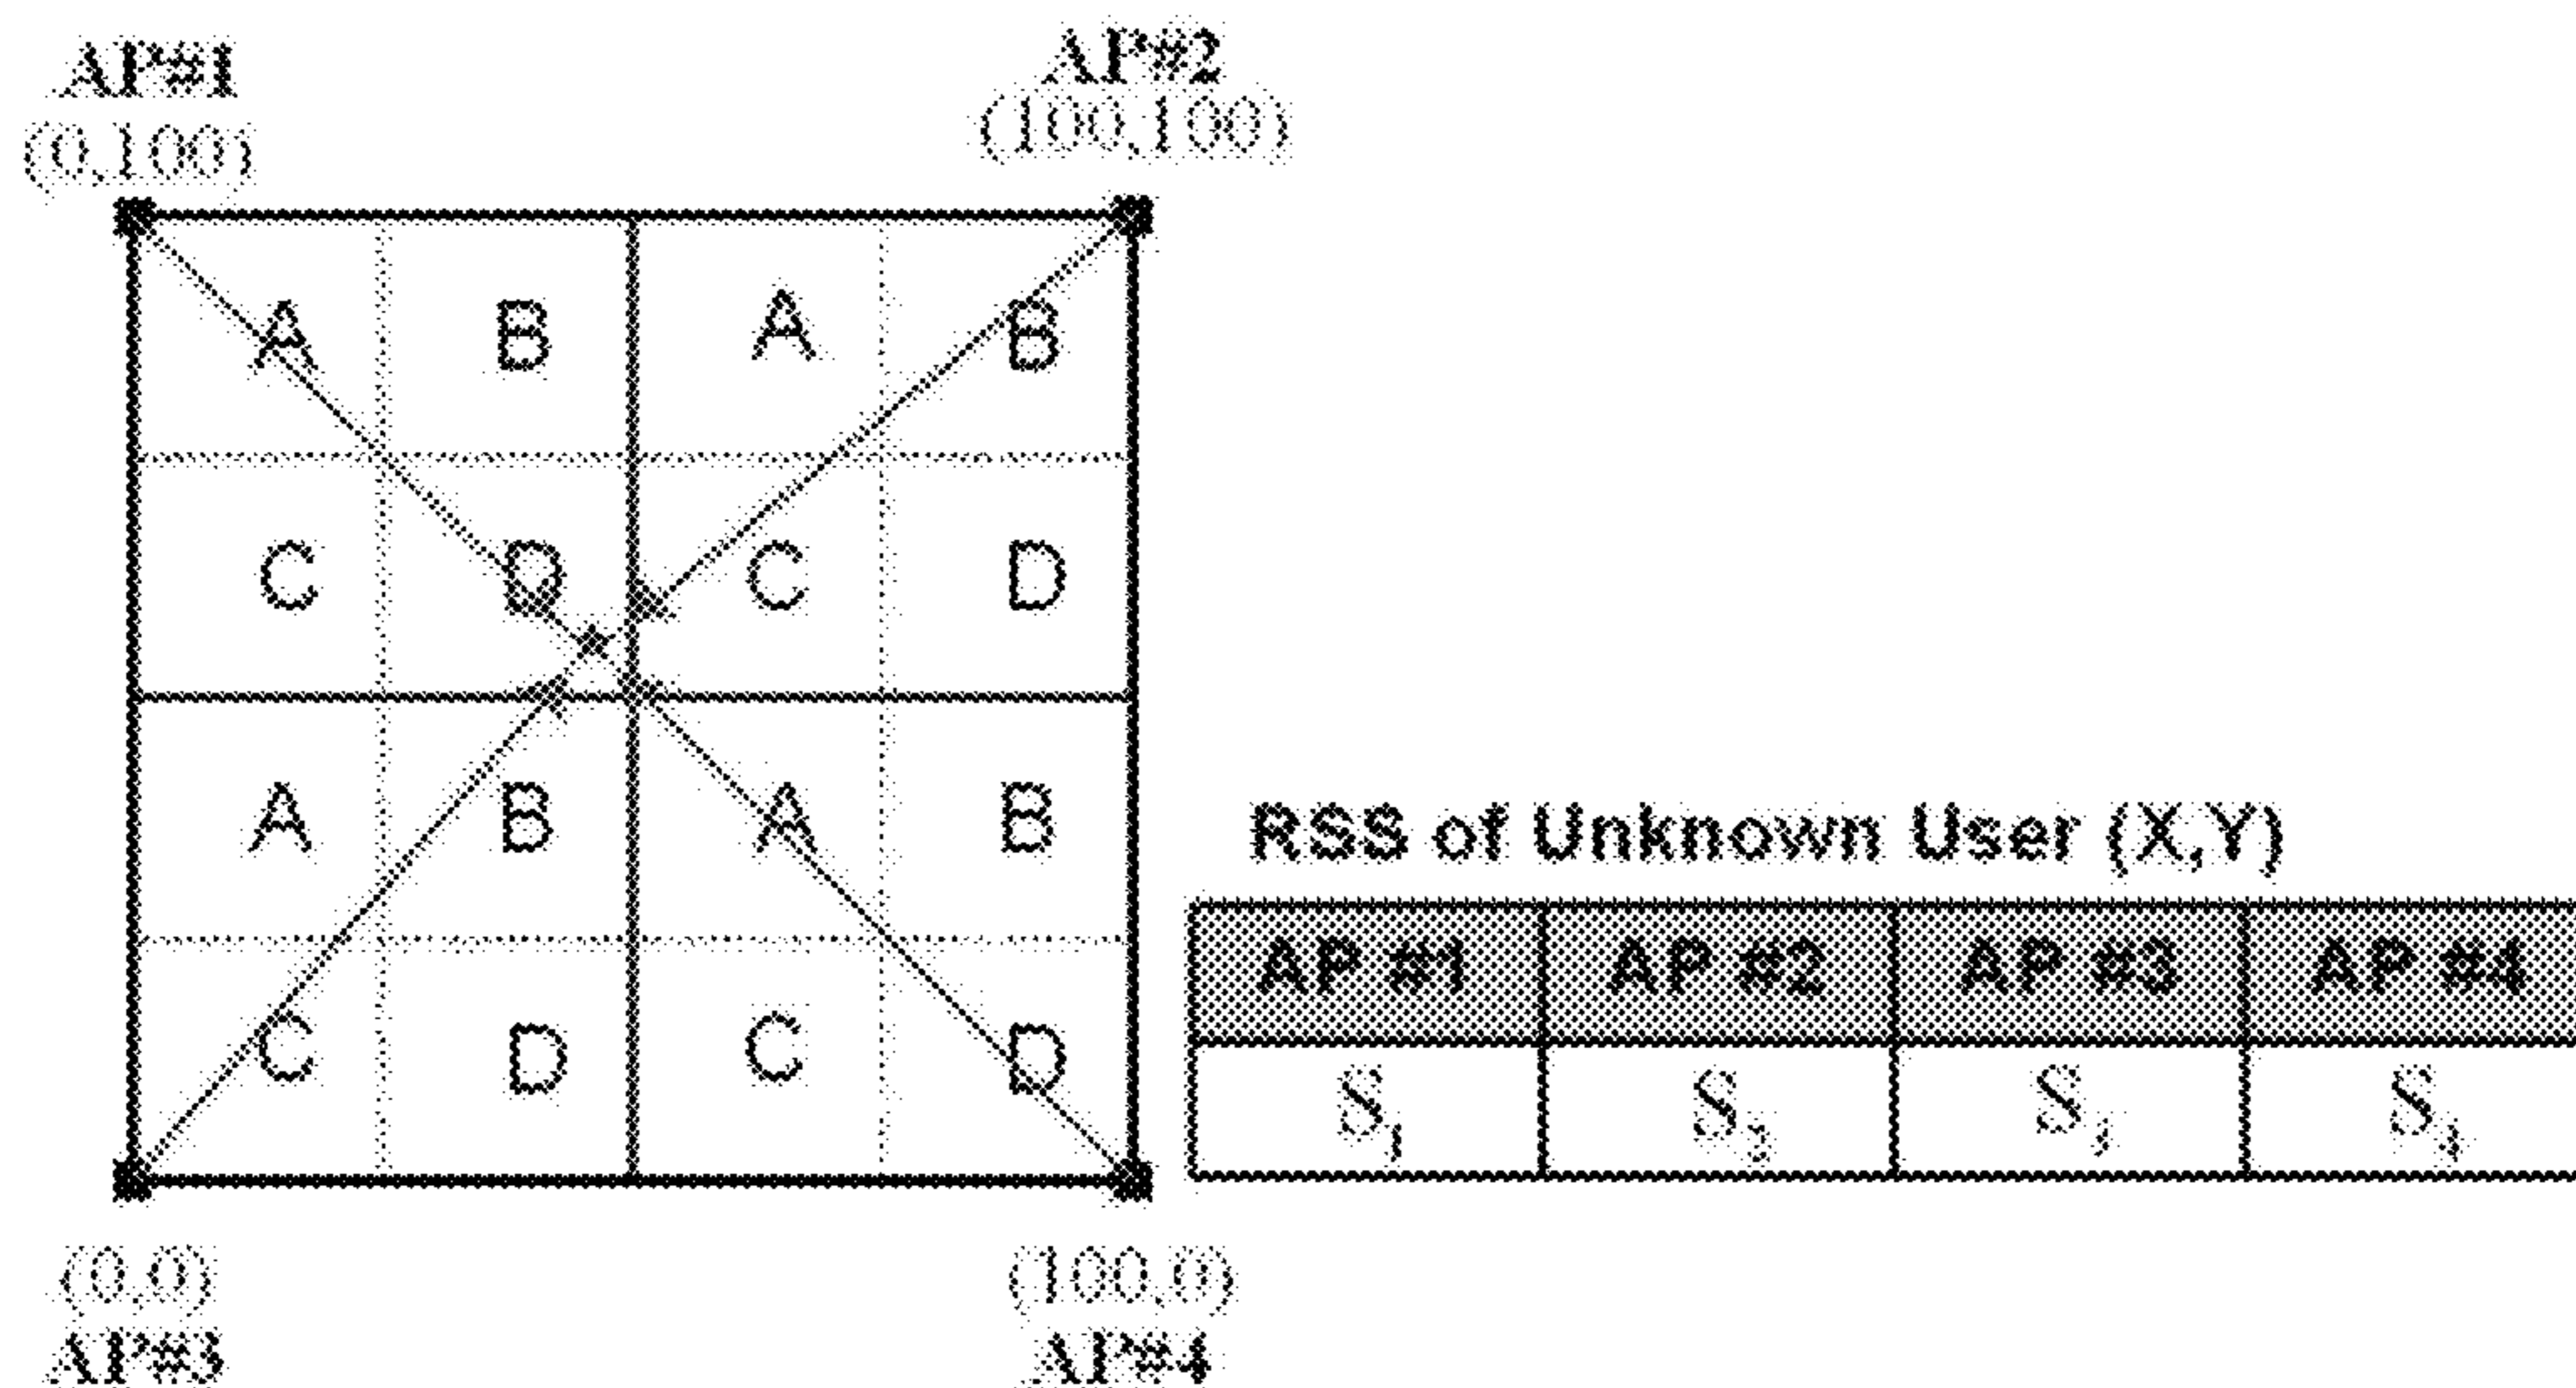 AP#1
(0,100)
AP#2
(100,100)
A B A B
C D C D
A B A B
C D C D
(0,0)
AP#3
(100,0)
AP#4
RSS of Unknown User (X,Y)
AP #1 AP #2 AP #3 AP #4
S1 S2 S3 S4